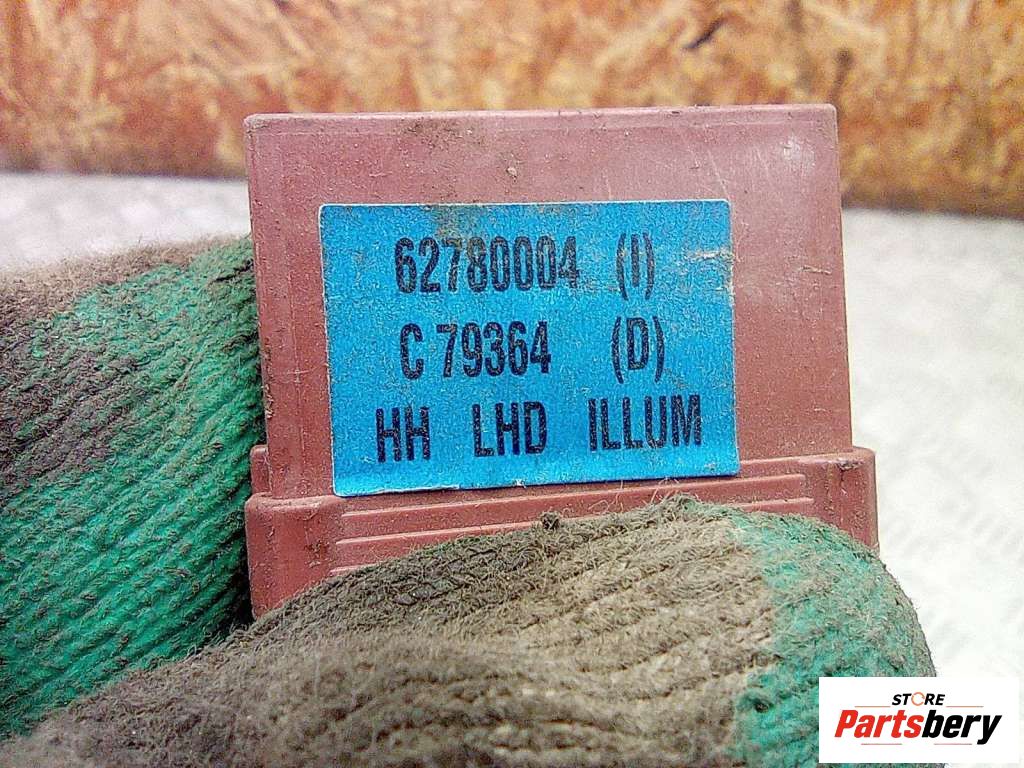 62780004 (I)
C 79364 (D)
HH LHD ILLUM
STORE
Partsbery